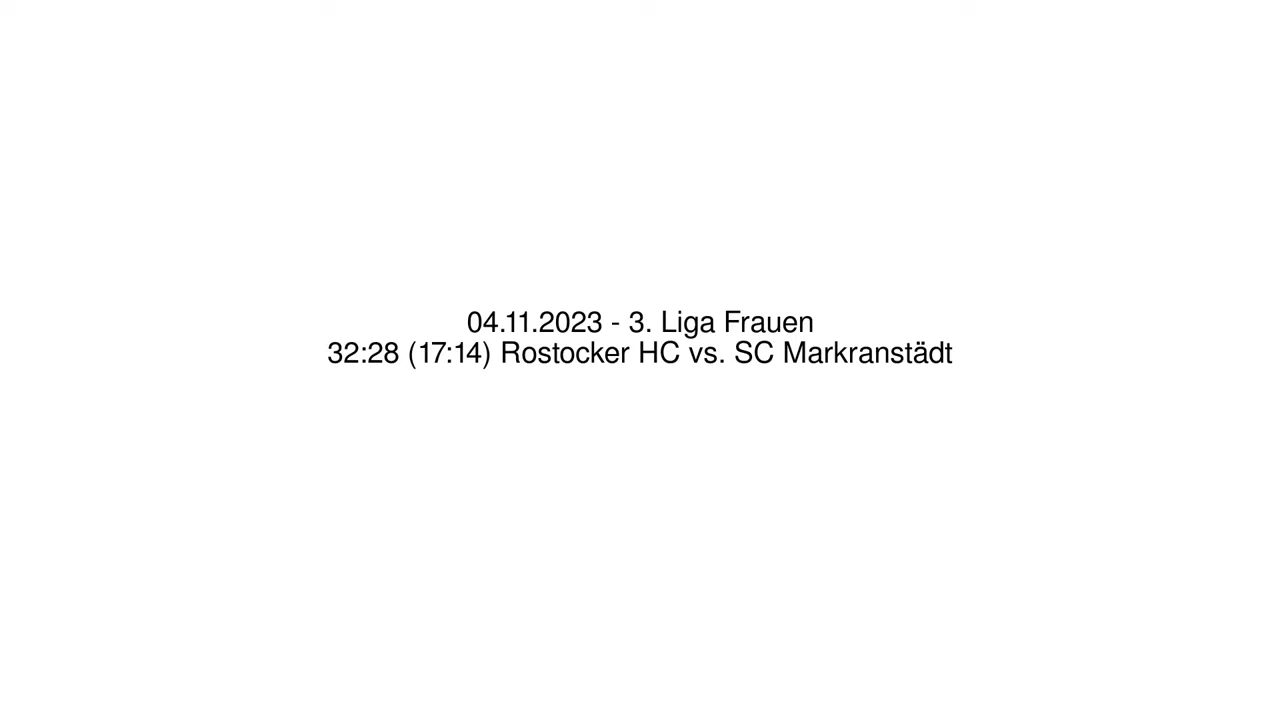 04.11.2023 - 3. Liga Frauen
32:28 (17:14) Rostocker HC vs. SC Markranstädt